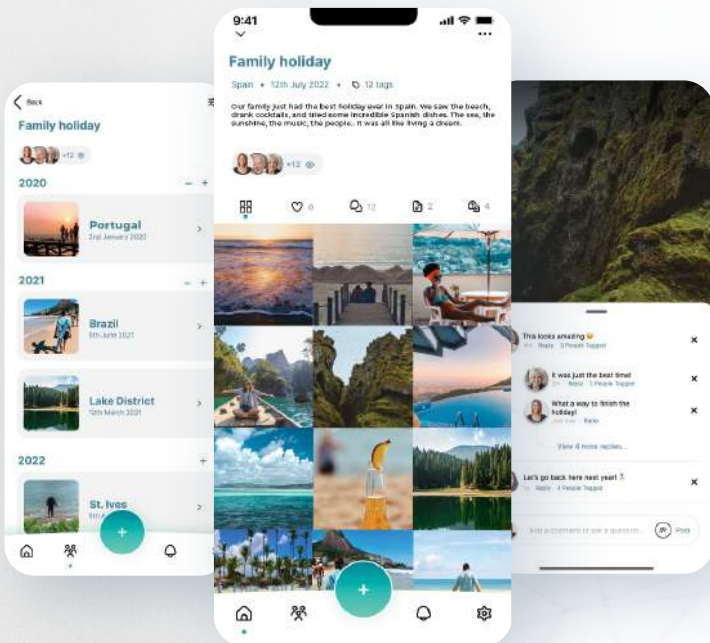 Back
Family holiday
+12
2020
Portugal
2nd January 2020
2021
Brazil
5th June 2021
Lake District
12th March 2021
2022
St. Ives
9:41
Family holiday
Spain • 12th July 2022 • 12 tags
Our family just had the best holiday ever in Spain. We saw the beach,
drank cocktails, and tried some incredible Spanish dishes. The sea, the
sunshine, the music, the people.. it was all like living a dream.
+12
6
12
2
4
This looks amazing
Reply 3 People Tagged
It was just the best time!
Reply 2 People Tagged
What a way to finish the
holiday!
Just now Reply
View 4 more replies...
Let's go back here next year!
Reply 4 People Tagged
Add a comment or ask a question...
Post